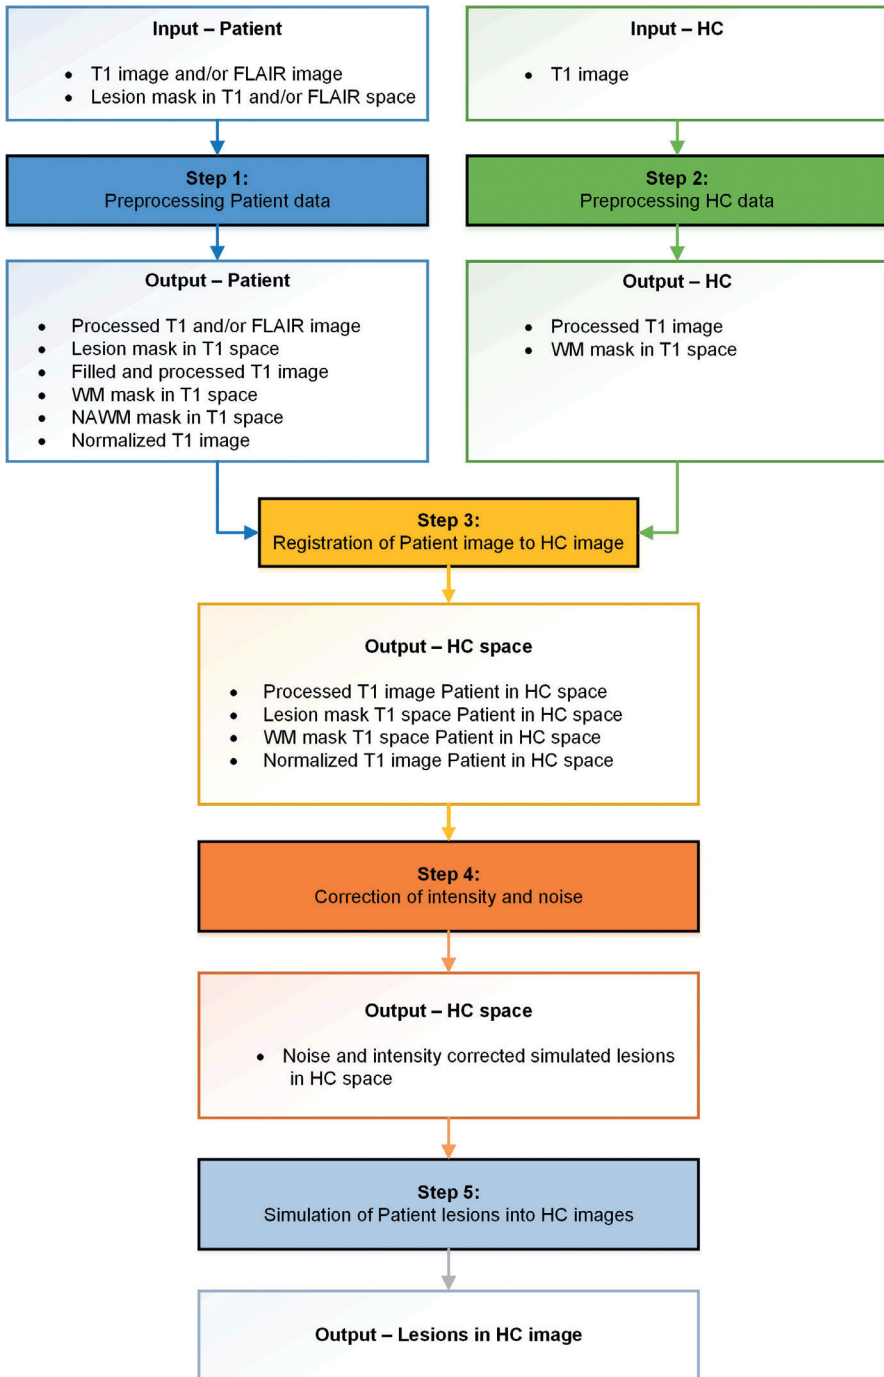 Input – Patient
• T1 image and/or FLAIR image
• Lesion mask in T1 and/or FLAIR space
Input – HC
• T1 image
Step 1:
Preprocessing Patient data
Step 2:
Preprocessing HC data
Output – Patient
• Processed T1 and/or FLAIR image
• Lesion mask in T1 space
• Filled and processed T1 image
• WM mask in T1 space
• NAWM mask in T1 space
• Normalized T1 image
Output – HC
• Processed T1 image
• WM mask in T1 space
Step 3:
Registration of Patient image to HC image
Output – HC space
• Processed T1 image Patient in HC space
• Lesion mask T1 space Patient in HC space
• WM mask T1 space Patient in HC space
• Normalized T1 image Patient in HC space
Step 4:
Correction of intensity and noise
Output – HC space
• Noise and intensity corrected simulated lesions
in HC space
Step 5:
Simulation of Patient lesions into HC images
Output – Lesions in HC image